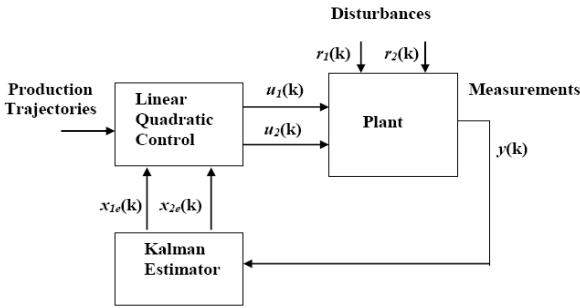 Disturbances
r1(k) r2(k)
Production
Trajectories
Linear
Quadratic
Control
u1(k)
u2(k)
Plant
Measurements
y(k)
x1e(k) x2e(k)
Kalman
Estimator